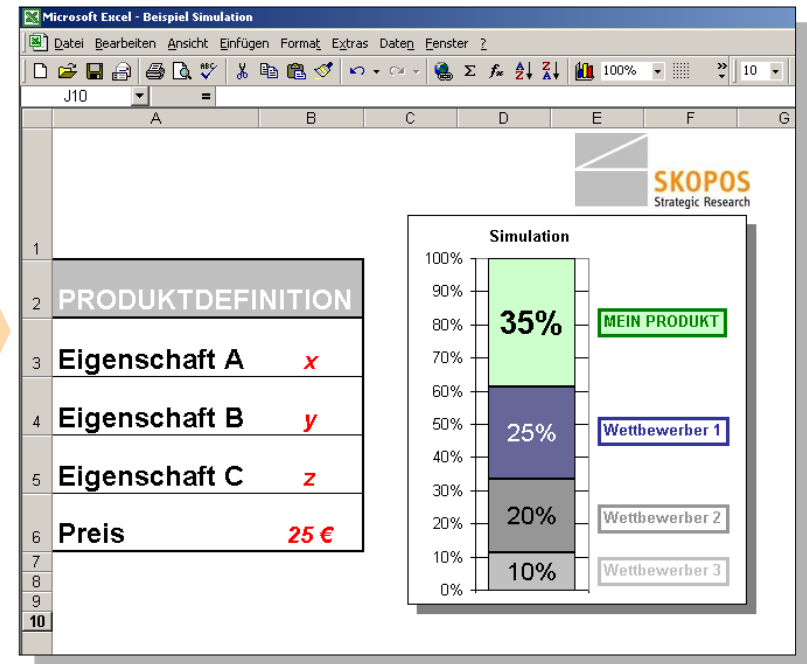 Microsoft Excel - Beispiel Simulation
Datei Bearbeiten Ansicht Einfügen Format Extras Daten Fenster ?
100% 10
J10 =
A B C D E F G
SKOPOS
Strategic Research
1
2 PRODUKTDEFINITION
3 Eigenschaft A x
4 Eigenschaft B y
5 Eigenschaft C z
6 Preis 25 €
7
8
9
10
Simulation
100%
90%
80%
70%
60%
50%
40%
30%
20%
10%
0%
35%
25%
20%
10%
MEIN PRODUKT
Wettbewerber 1
Wettbewerber 2
Wettbewerber 3